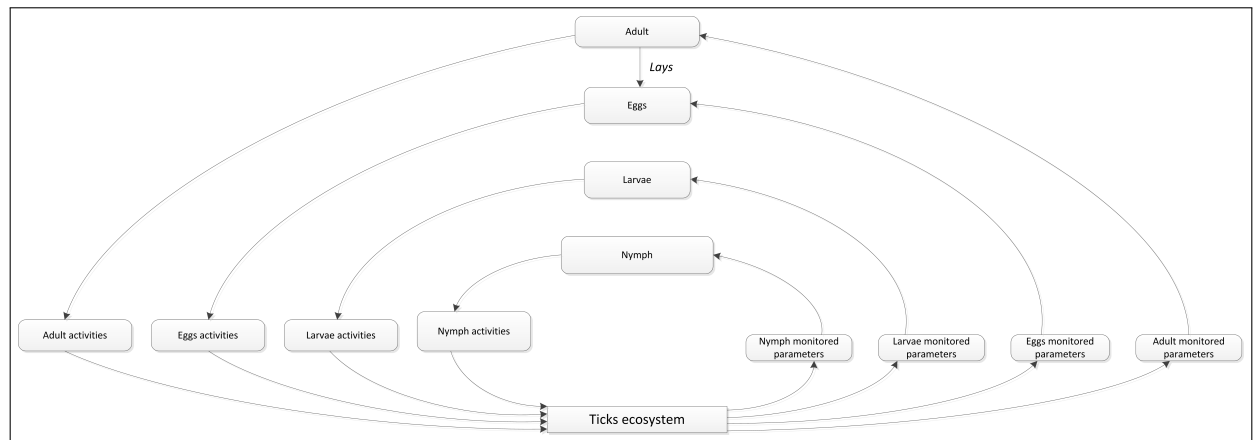 Adult
Lays
Eggs
Larvae
Nymph
Adult activities
Eggs activities
Larvae activities
Nymph activities
Nymph monitored
parameters
Larvae monitored
parameters
Eggs monitored
parameters
Adult monitored
parameters
Ticks ecosystem